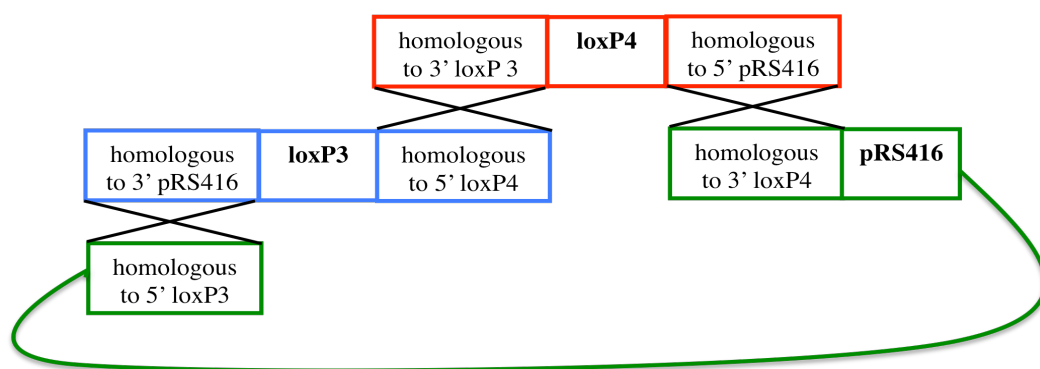 homologous
to 3’ loxP 3
loxP4
homologous
to 5’ pRS416
homologous
to 3’ pRS416
loxP3
homologous
to 5’ loxP4
homologous
to 3’ loxP4
pRS416
homologous
to 5’ loxP3